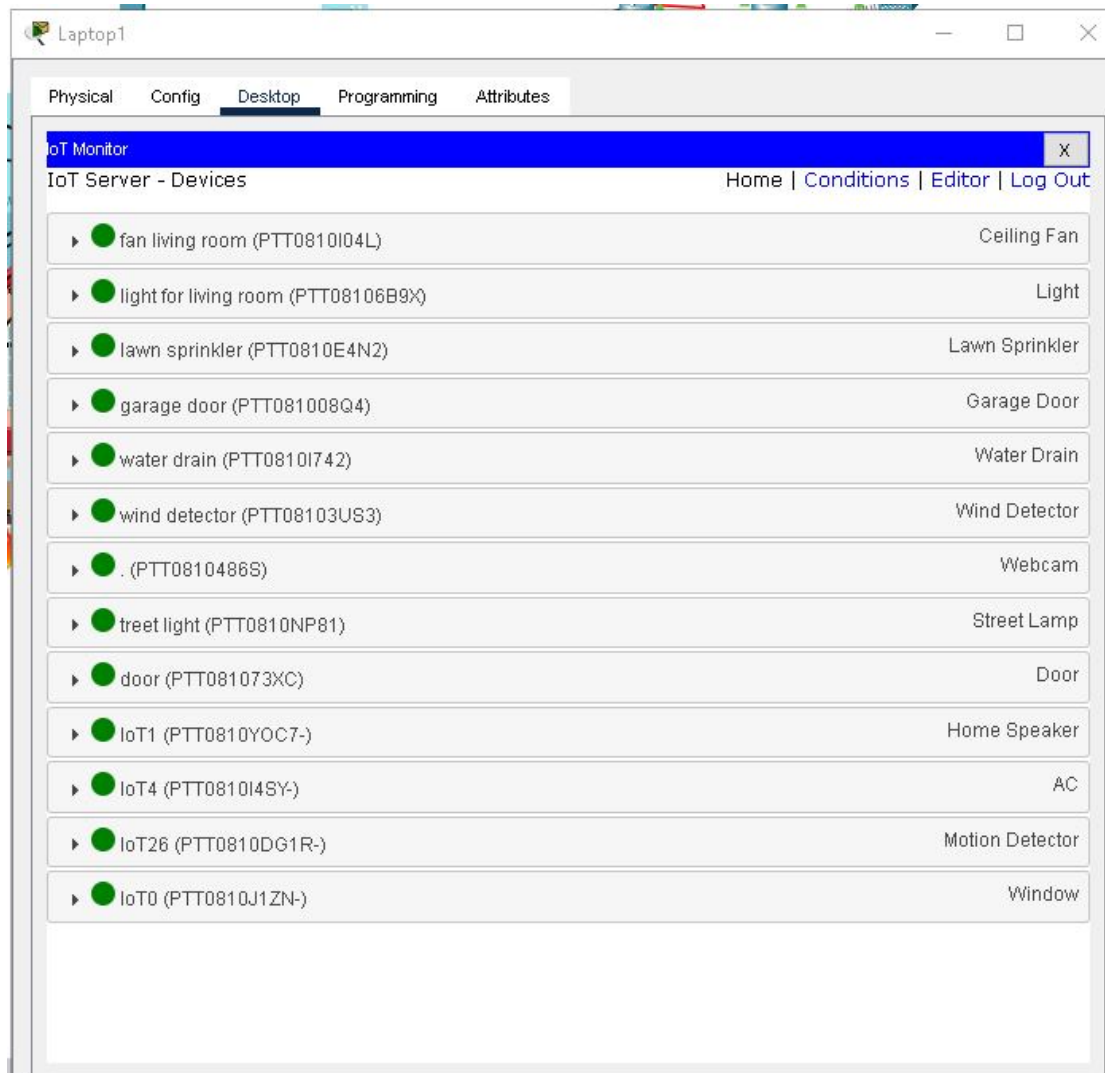 Laptop1
Physical Config Desktop Programming Attributes
IoT Monitor X
IoT Server - Devices Home | Conditions | Editor | Log Out
fan living room (PTT0810I04L) Ceiling Fan
light for living room (PTT08106B9X) Light
lawn sprinkler (PTT0810E4N2) Lawn Sprinkler
garage door (PTT081008Q4) Garage Door
water drain (PTT0810I742) Water Drain
wind detector (PTT08103US3) Wind Detector
. (PTT0810486S) Webcam
treet light (PTT0810NP81) Street Lamp
door (PTT081073XC) Door
IoT1 (PTT0810YOC7-) Home Speaker
IoT4 (PTT0810I4SY-) AC
IoT26 (PTT0810DG1R-) Motion Detector
IoT0 (PTT0810J1ZN-) Window